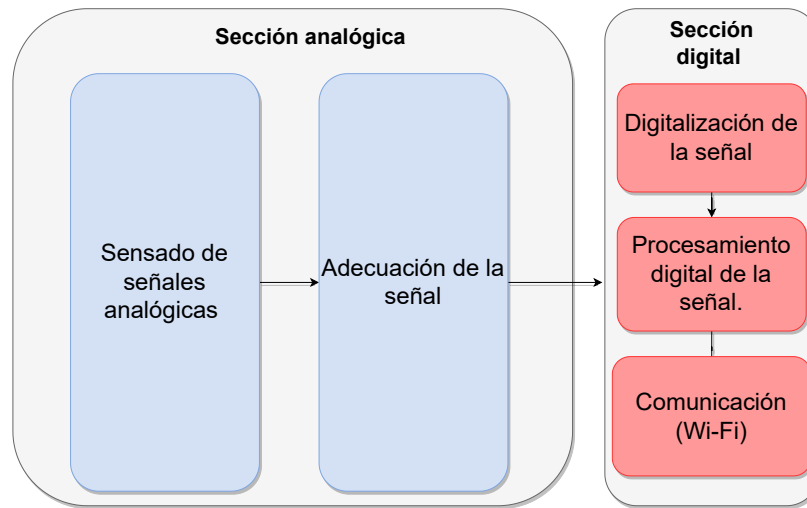 Sección analógica
Sensado de
señales
analógicas
Adecuación de la
señal
Sección
digital
Digitalización de
la señal
Procesamiento
digital de la
señal.
Comunicación
(Wi-Fi)